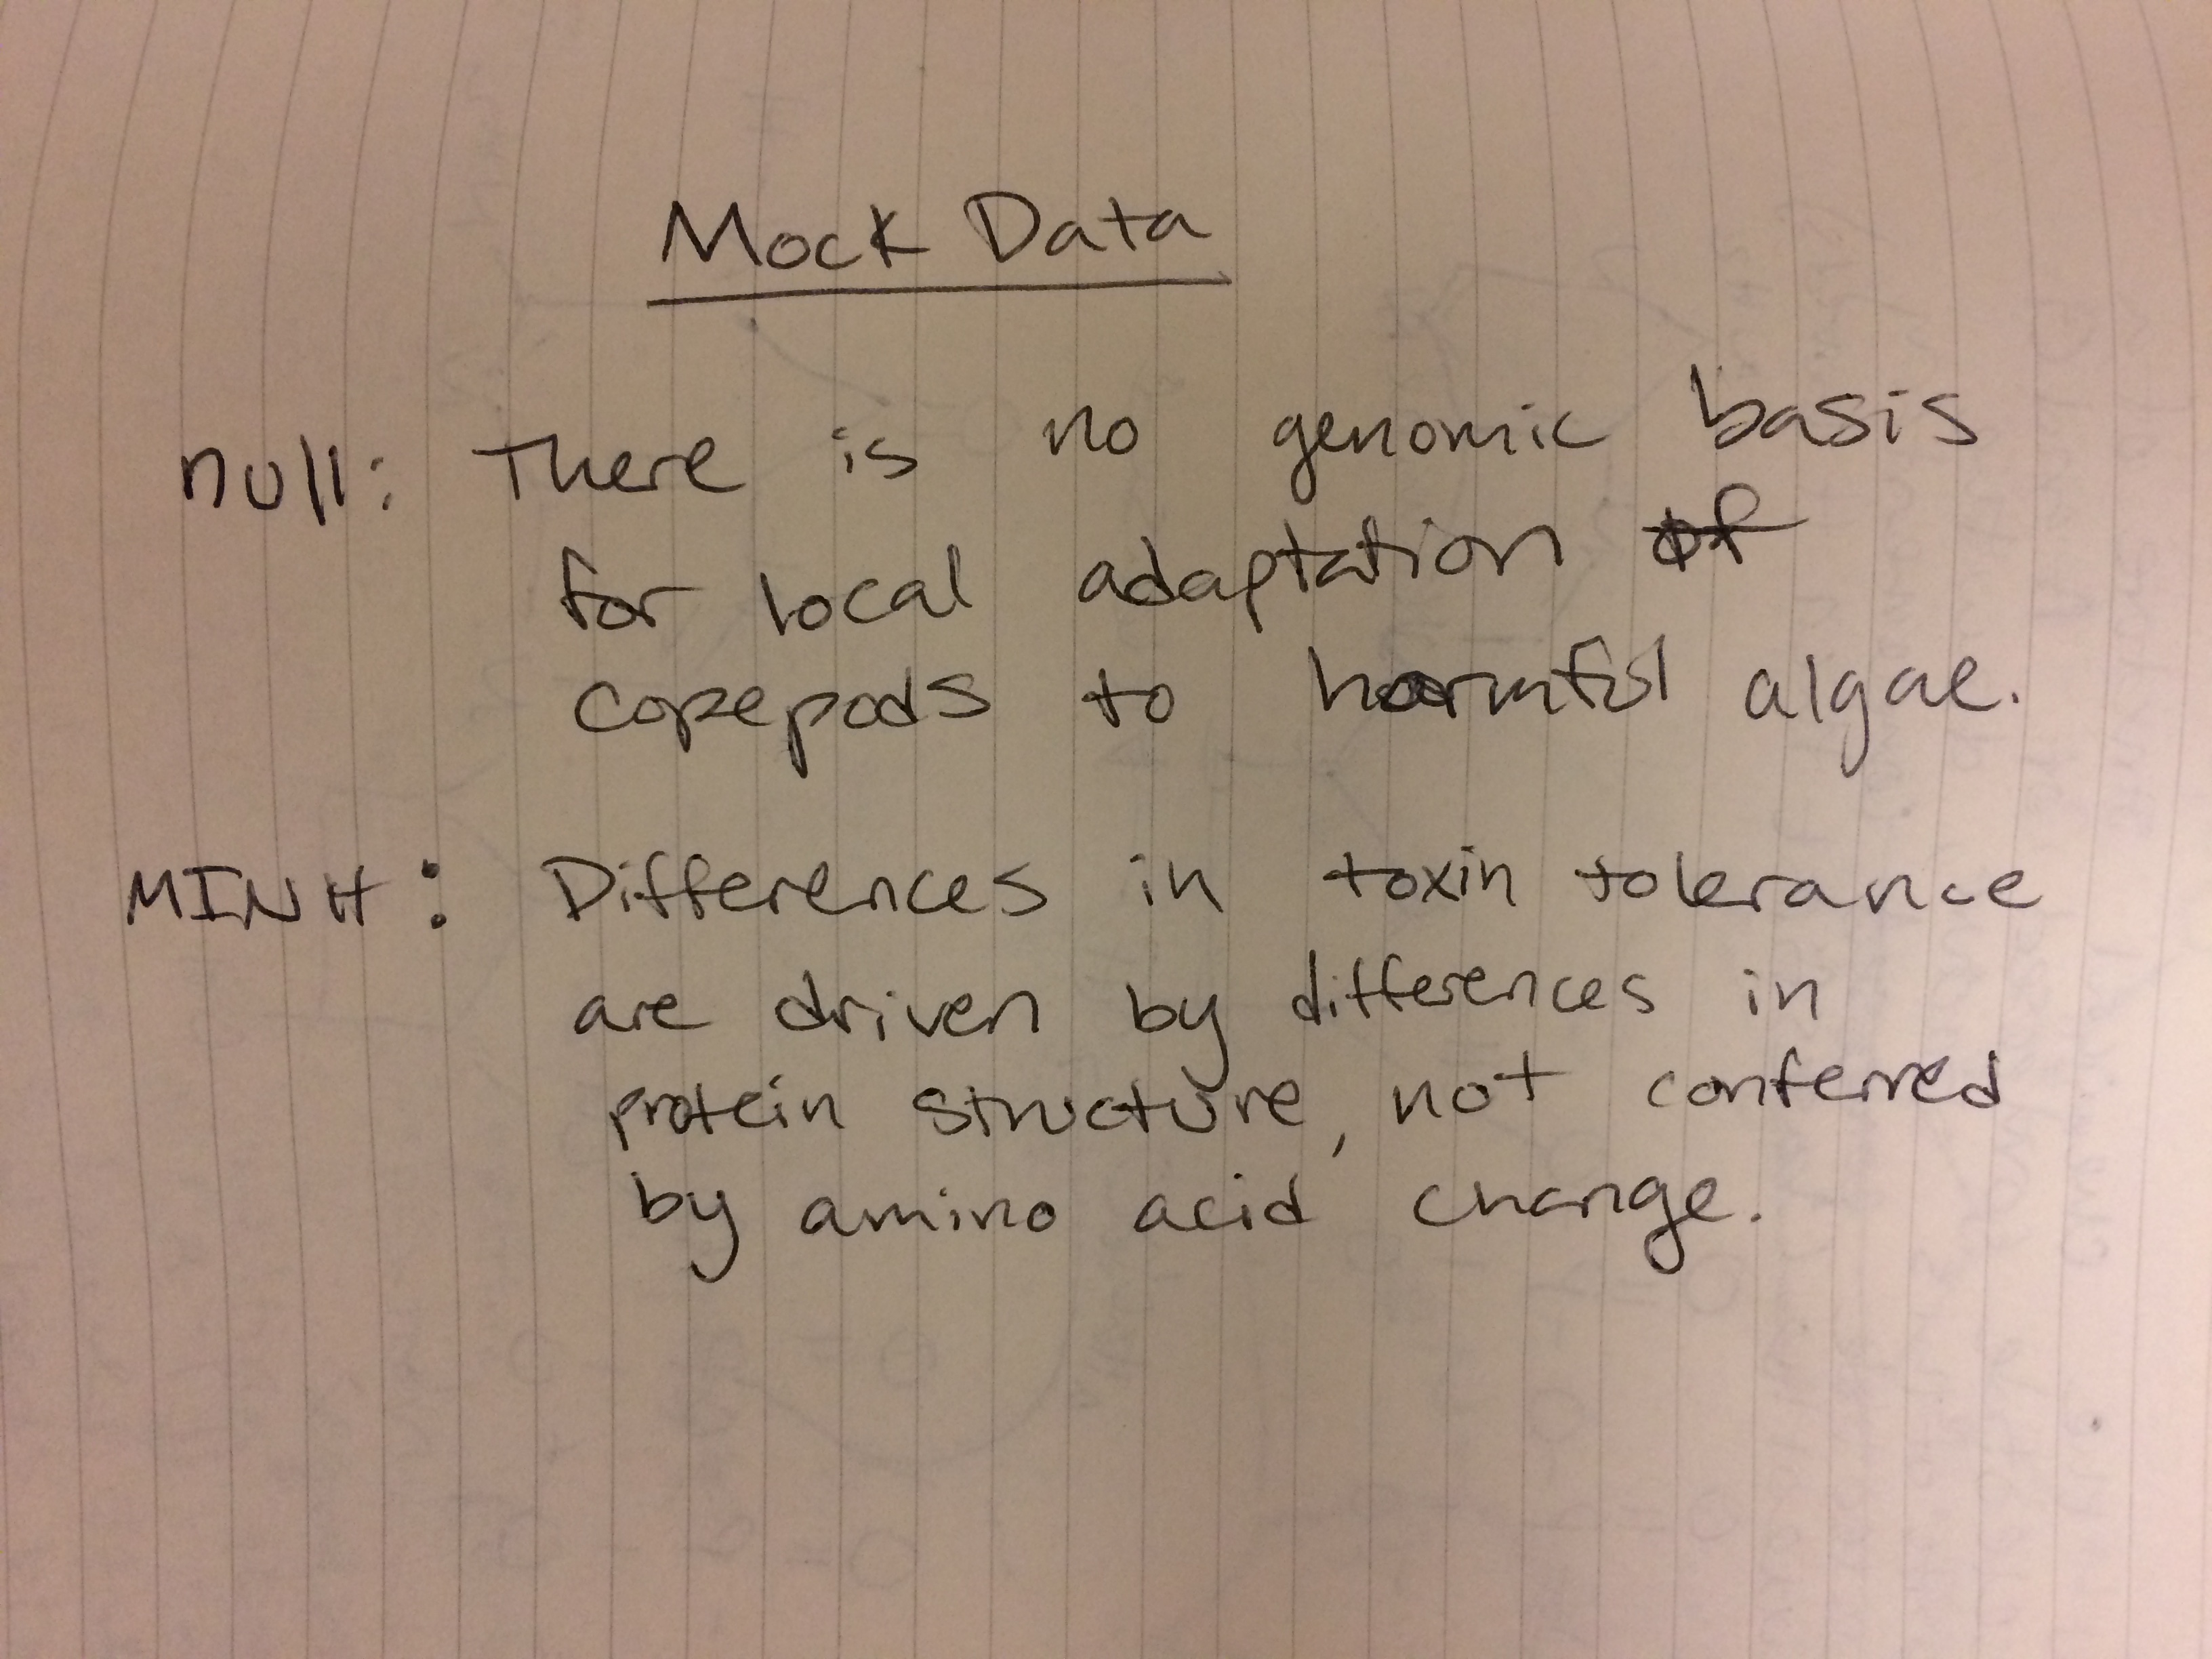 Mock Data
null: There is no genomic basis
for local adaptation of
copepods to harmful algae.
MINH: Differences in toxin tolerance
are driven by differences in
protein structure, not conferred
by amino acid change.